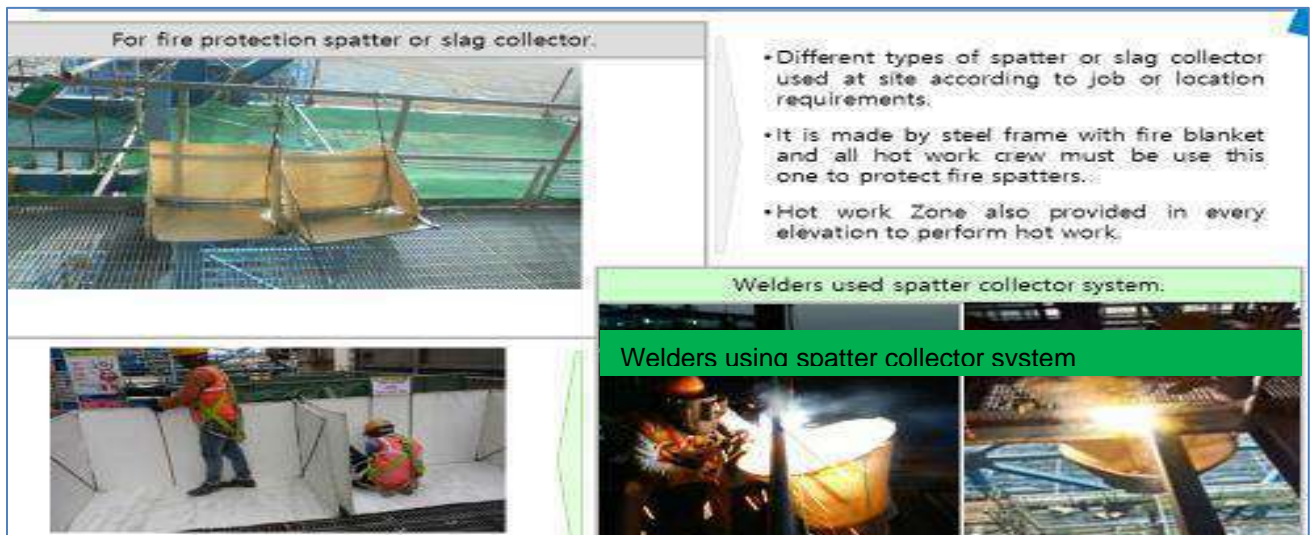 For fire protection spatter or slag collector.
•Different types of spatter or slag collector
used at site according to job or location
requirements.
•It is made by steel frame with fire blanket
and all hot work crew must be use this
one to protect fire spatters.
•Hot work Zone also provided in every
elevation to perform hot work.
Welders used spatter collector system.
Welders using spatter collector system